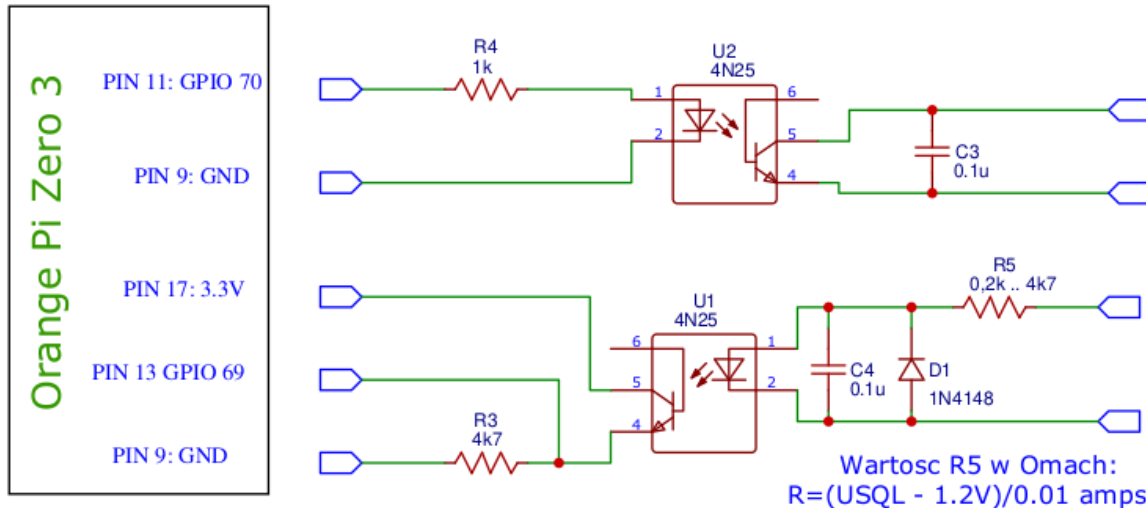 Orange Pi Zero 3
PIN 11: GPIO 70
PIN 9: GND
PIN 17: 3.3V
PIN 13 GPIO 69
PIN 9: GND
R4
1k
U2
4N25
1
2
6
5
4
C3
0.1u
R3
4k7
U1
4N25
6
5
4
1
2
C4
0.1u
D1
1N4148
R5
0,2k .. 4k7
Wartosc R5 w Omach:
R=(USQL - 1.2V)/0.01 amps